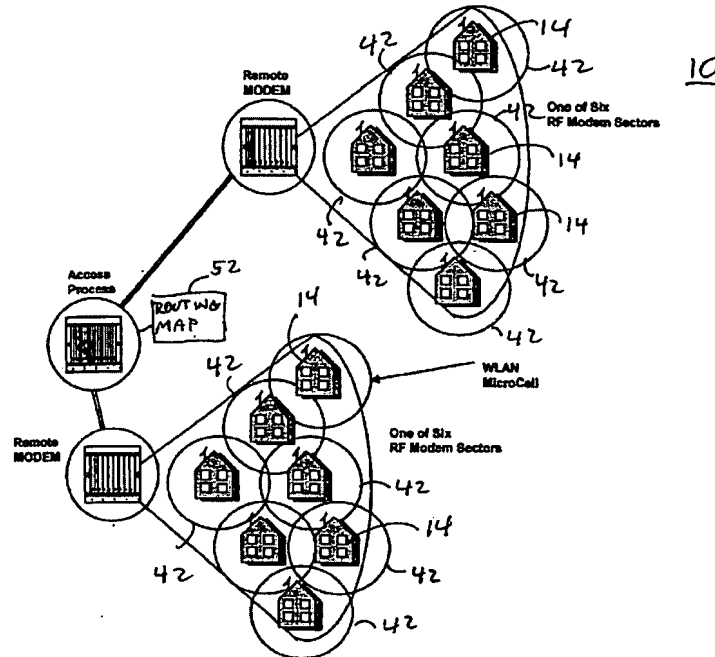 10
14
42
42
Remote
MODEM
42
One of Six
RF Modem Sectors
14
14
42
42
42
42
Access
Process
52
ROUTING
MAP
14
42
WLAN
MicroCell
One of Six
RF Modem Sectors
Remote
MODEM
42
14
42
42
42